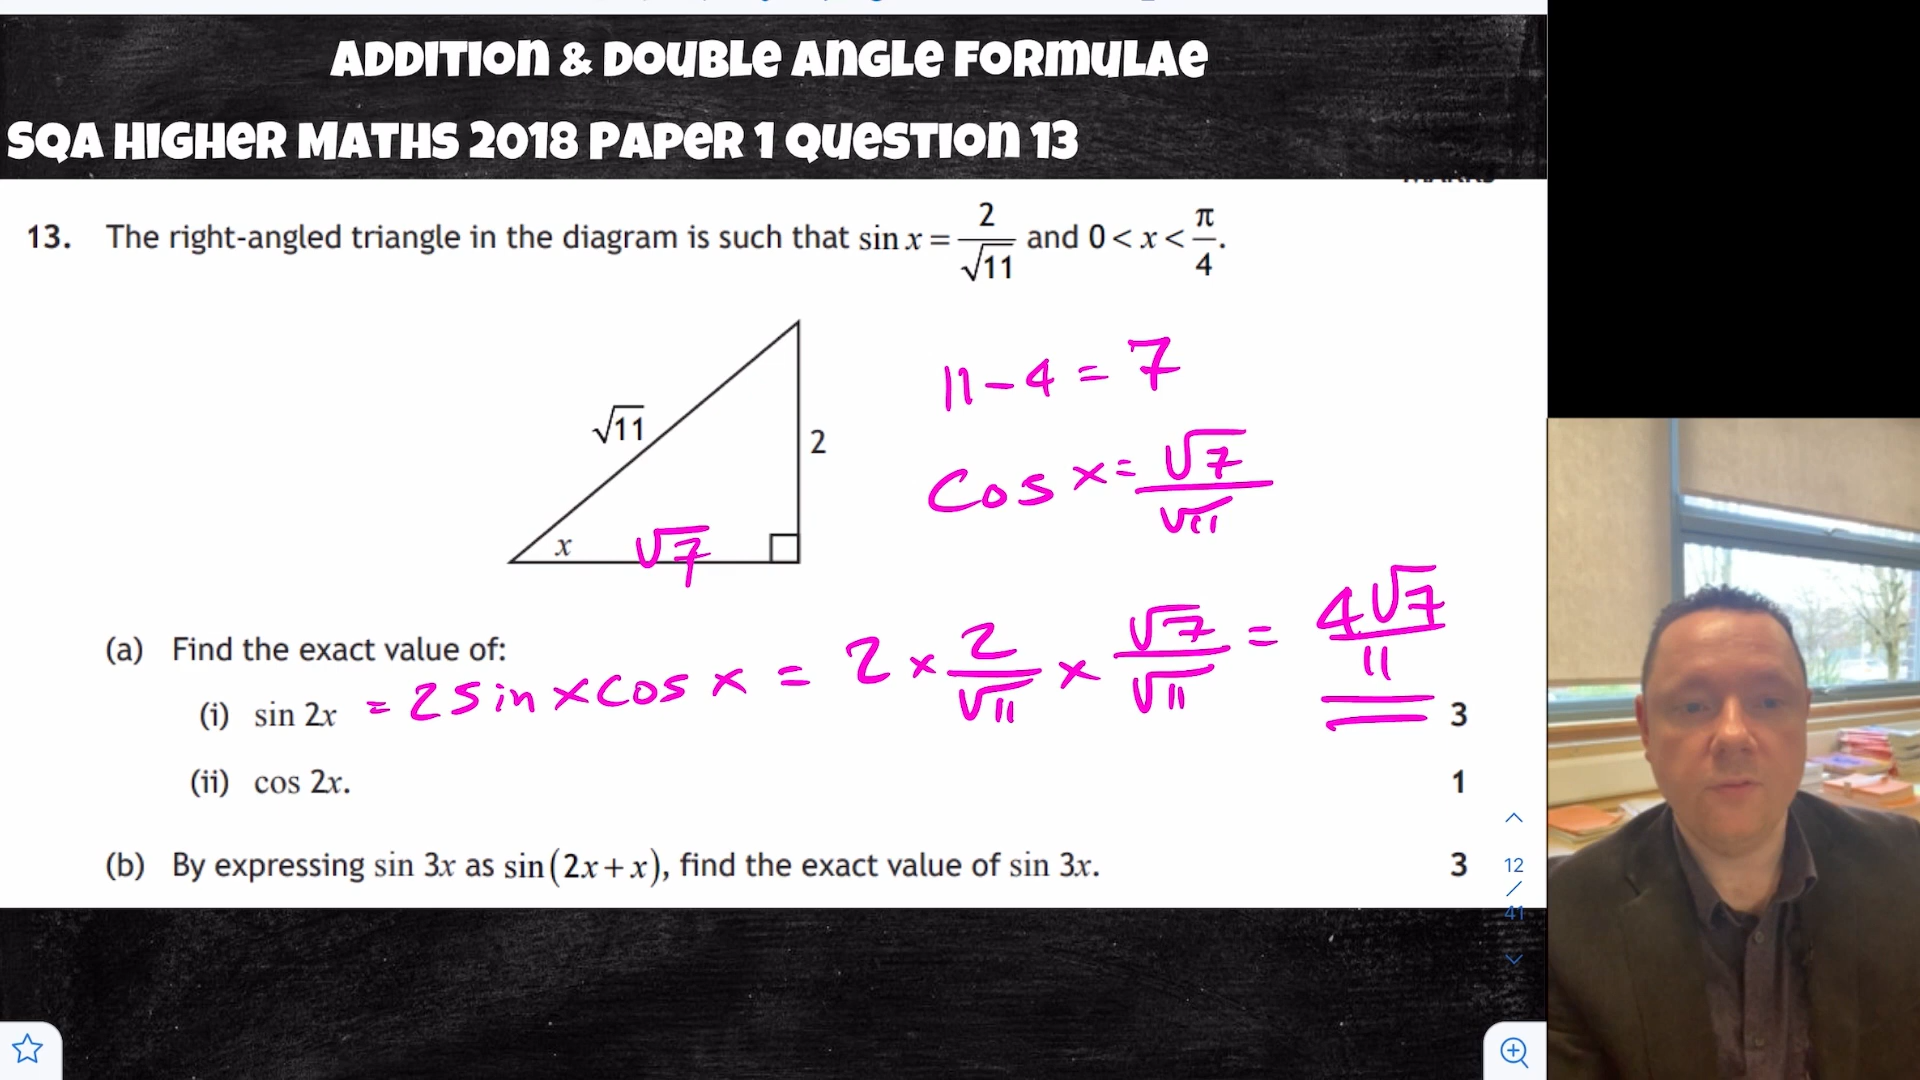 ADDITION & DOUBLE ANGLE FORMULAE
SQA HIGHER MATHS 2018 PAPER 1 QUESTION 13
13. The right-angled triangle in the diagram is such that sin x = 2/√11 and 0 < x < π/4.
11 - 4 = 7
√11
2
cos x = √7/√11
x
√7
(a) Find the exact value of:
(i) sin 2x = 2 sin x cos x = 2 × 2/√11 × √7/√11 = 4√7/11 3
(ii) cos 2x. 1
(b) By expressing sin 3x as sin(2x+x), find the exact value of sin 3x. 3
12
/
41